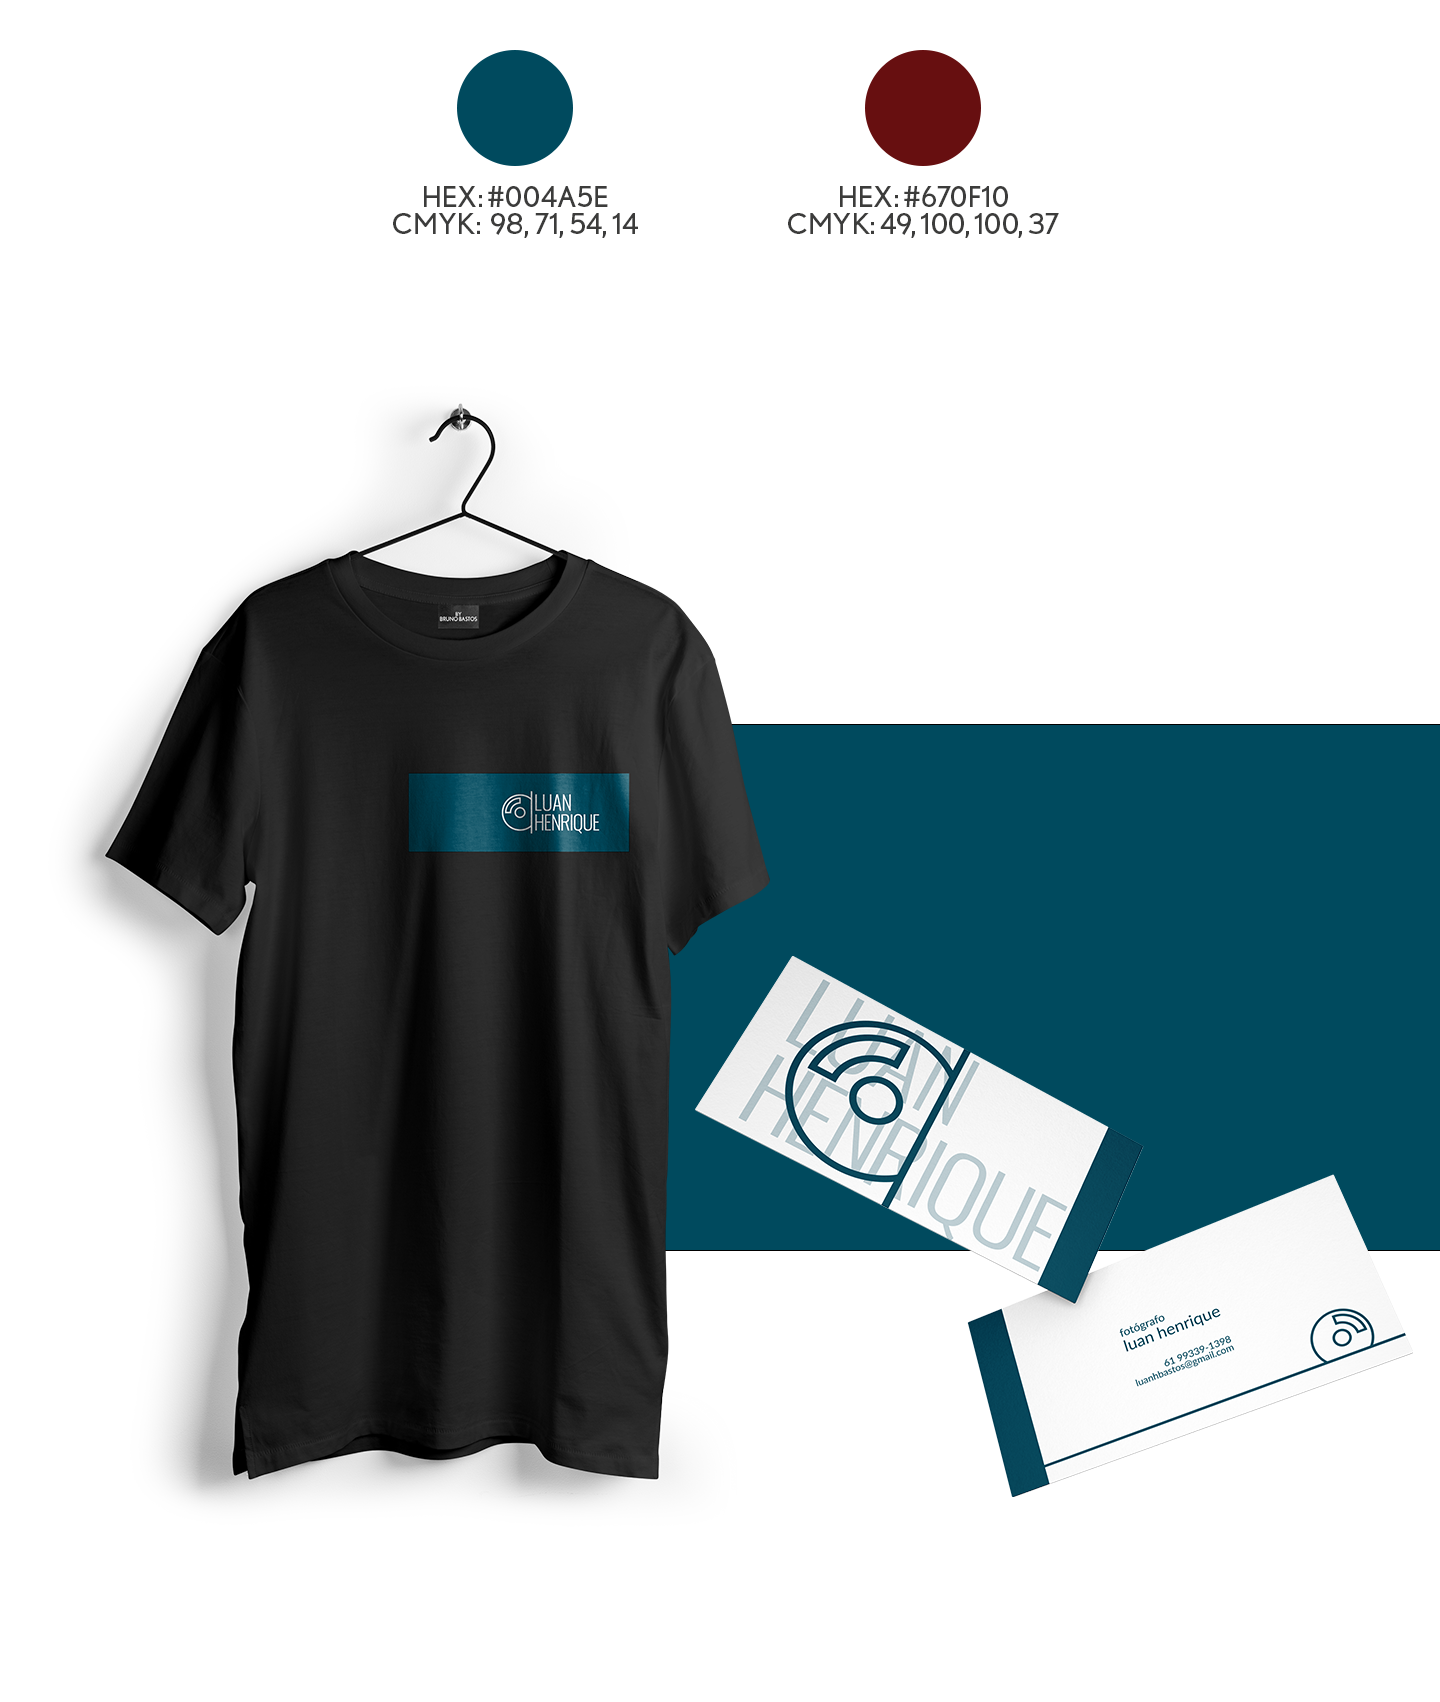 HEX: #004A5E
CMYK: 98, 71, 54, 14
HEX: #670F10
CMYK: 49, 100, 100, 37
BY
BRUNO BASTOS
LUAN
HENRIQUE
LUAN
HENRIQUE
fotógrafo
luan henrique
61 99339-1398
luanhbastos@gmail.com